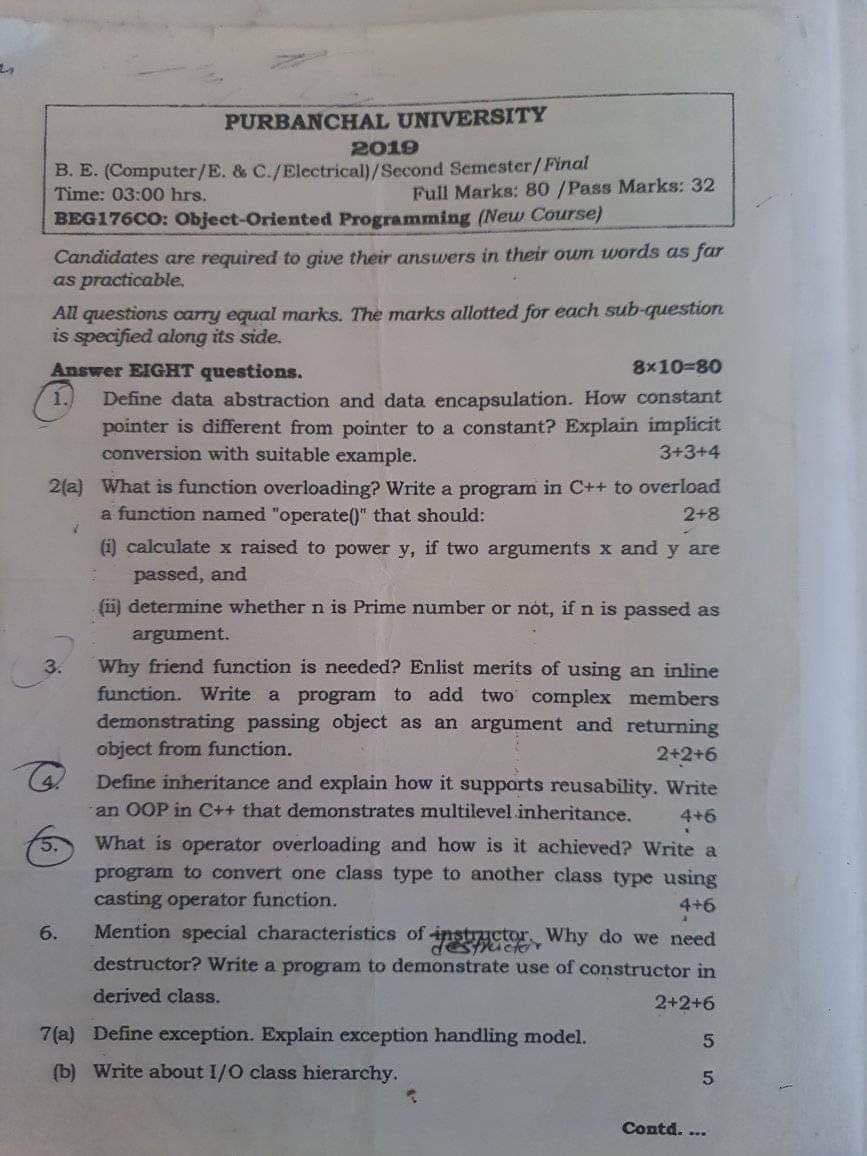 PURBANCHAL UNIVERSITY
2019
B. E. (Computer/E. & C./Electrical)/Second Semester/Final
Time: 03:00 hrs. Full Marks: 80 /Pass Marks: 32
BEG176CO: Object-Oriented Programming (New Course)
Candidates are required to give their answers in their own words as far
as practicable.
All questions carry equal marks. The marks allotted for each sub-question
is specified along its side.
Answer EIGHT questions. 8×10=80
1. Define data abstraction and data encapsulation. How constant
pointer is different from pointer to a constant? Explain implicit
conversion with suitable example. 3+3+4
2(a) What is function overloading? Write a program in C++ to overload
a function named "operate()" that should: 2+8
(i) calculate x raised to power y, if two arguments x and y are
passed, and
(ii) determine whether n is Prime number or not, if n is passed as
argument.
3. Why friend function is needed? Enlist merits of using an inline
function. Write a program to add two complex members
demonstrating passing object as an argument and returning
object from function. 2+2+6
4. Define inheritance and explain how it supports reusability. Write
an OOP in C++ that demonstrates multilevel inheritance. 4+6
5. What is operator overloading and how is it achieved? Write a
program to convert one class type to another class type using
casting operator function. 4+6
6. Mention special characteristics of instructor. Why do we need
destructor
destructor? Write a program to demonstrate use of constructor in
derived class. 2+2+6
7(a) Define exception. Explain exception handling model. 5
(b) Write about I/O class hierarchy. 5
Contd. ...